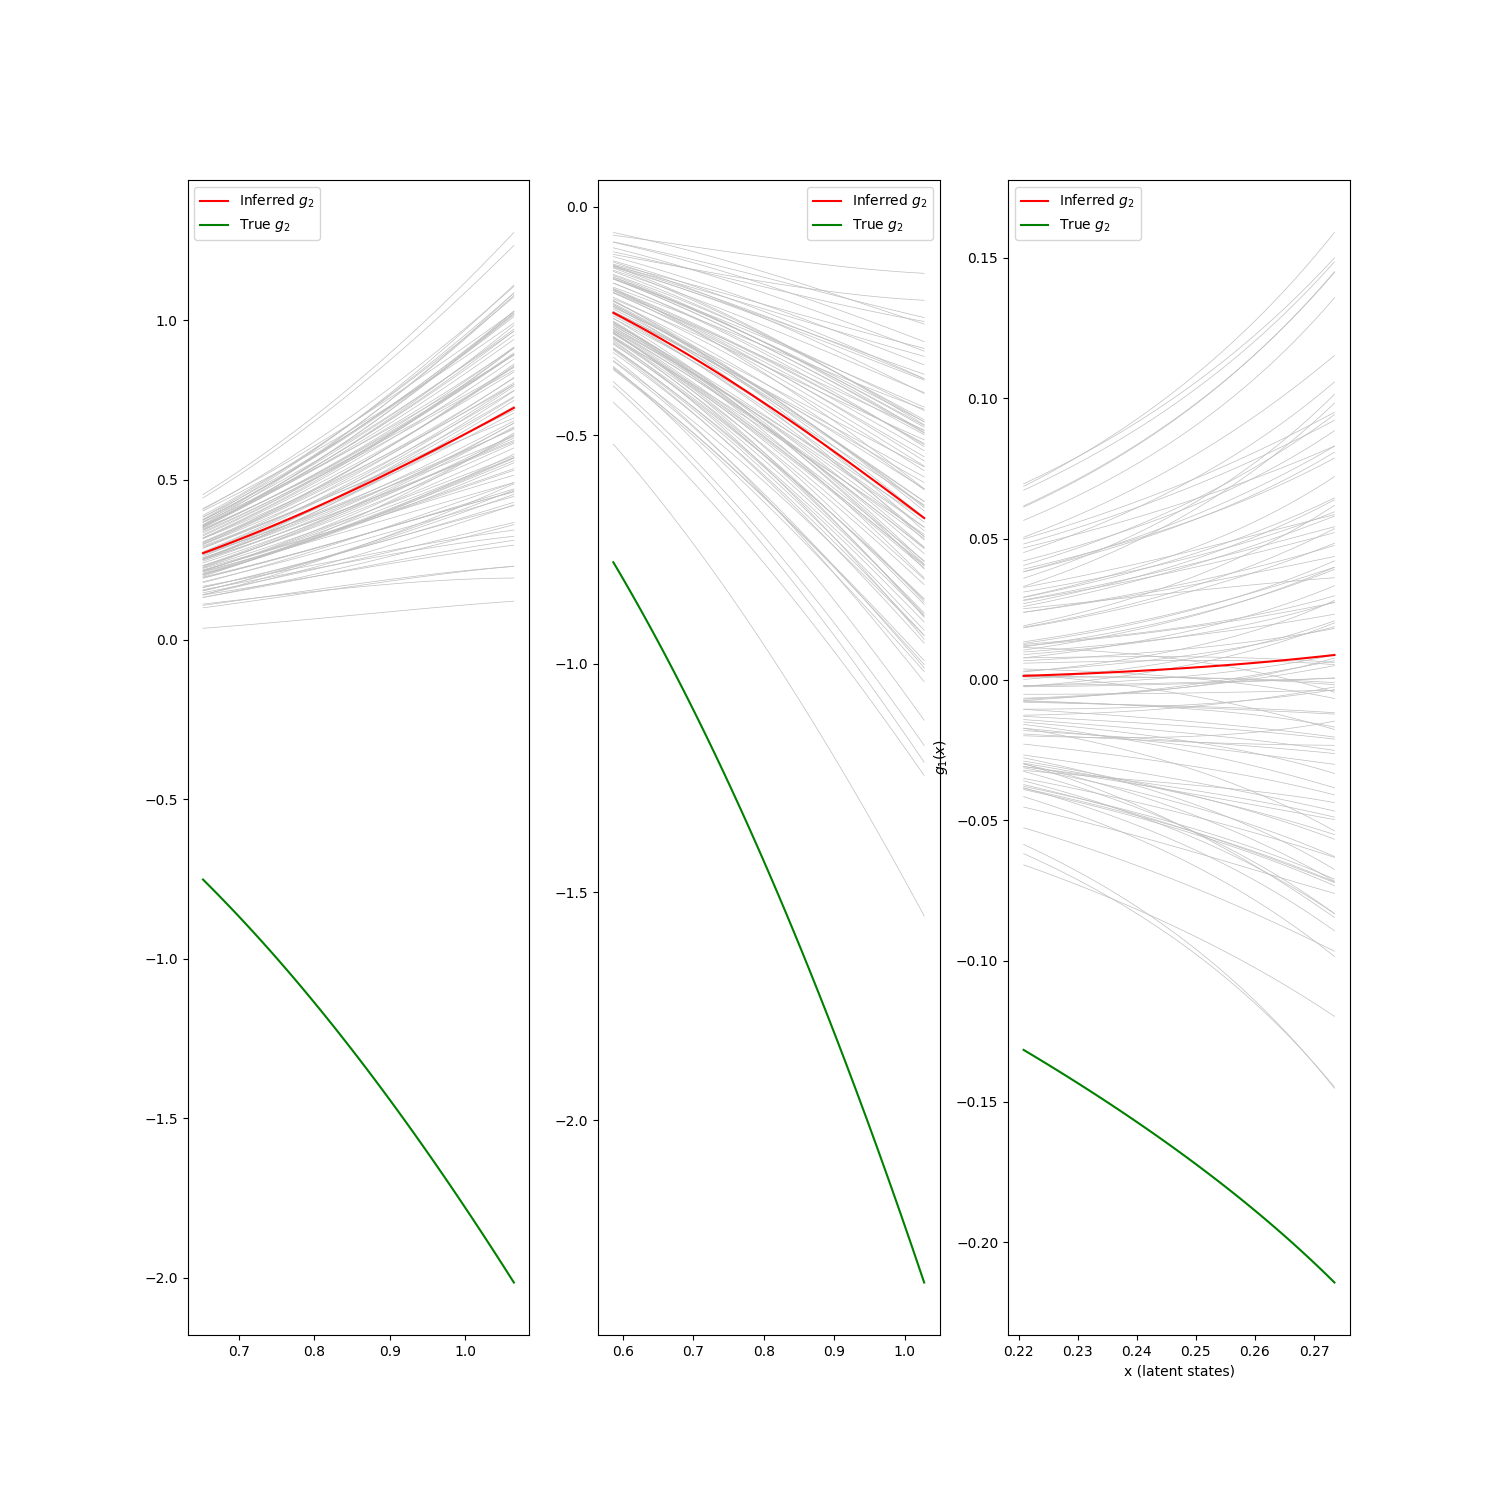 Inferred g₂
True g₂
1.0
0.5
0.0
−0.5
−1.0
−1.5
−2.0
0.7 0.8 0.9 1.0
Inferred g₂
True g₂
0.0
−0.5
−1.0
−1.5
−2.0
0.6 0.7 0.8 0.9 1.0
Inferred g₂
True g₂
g₁(x)
0.15
0.10
0.05
0.00
−0.05
−0.10
−0.15
−0.20
0.22 0.23 0.24 0.25 0.26 0.27
x (latent states)